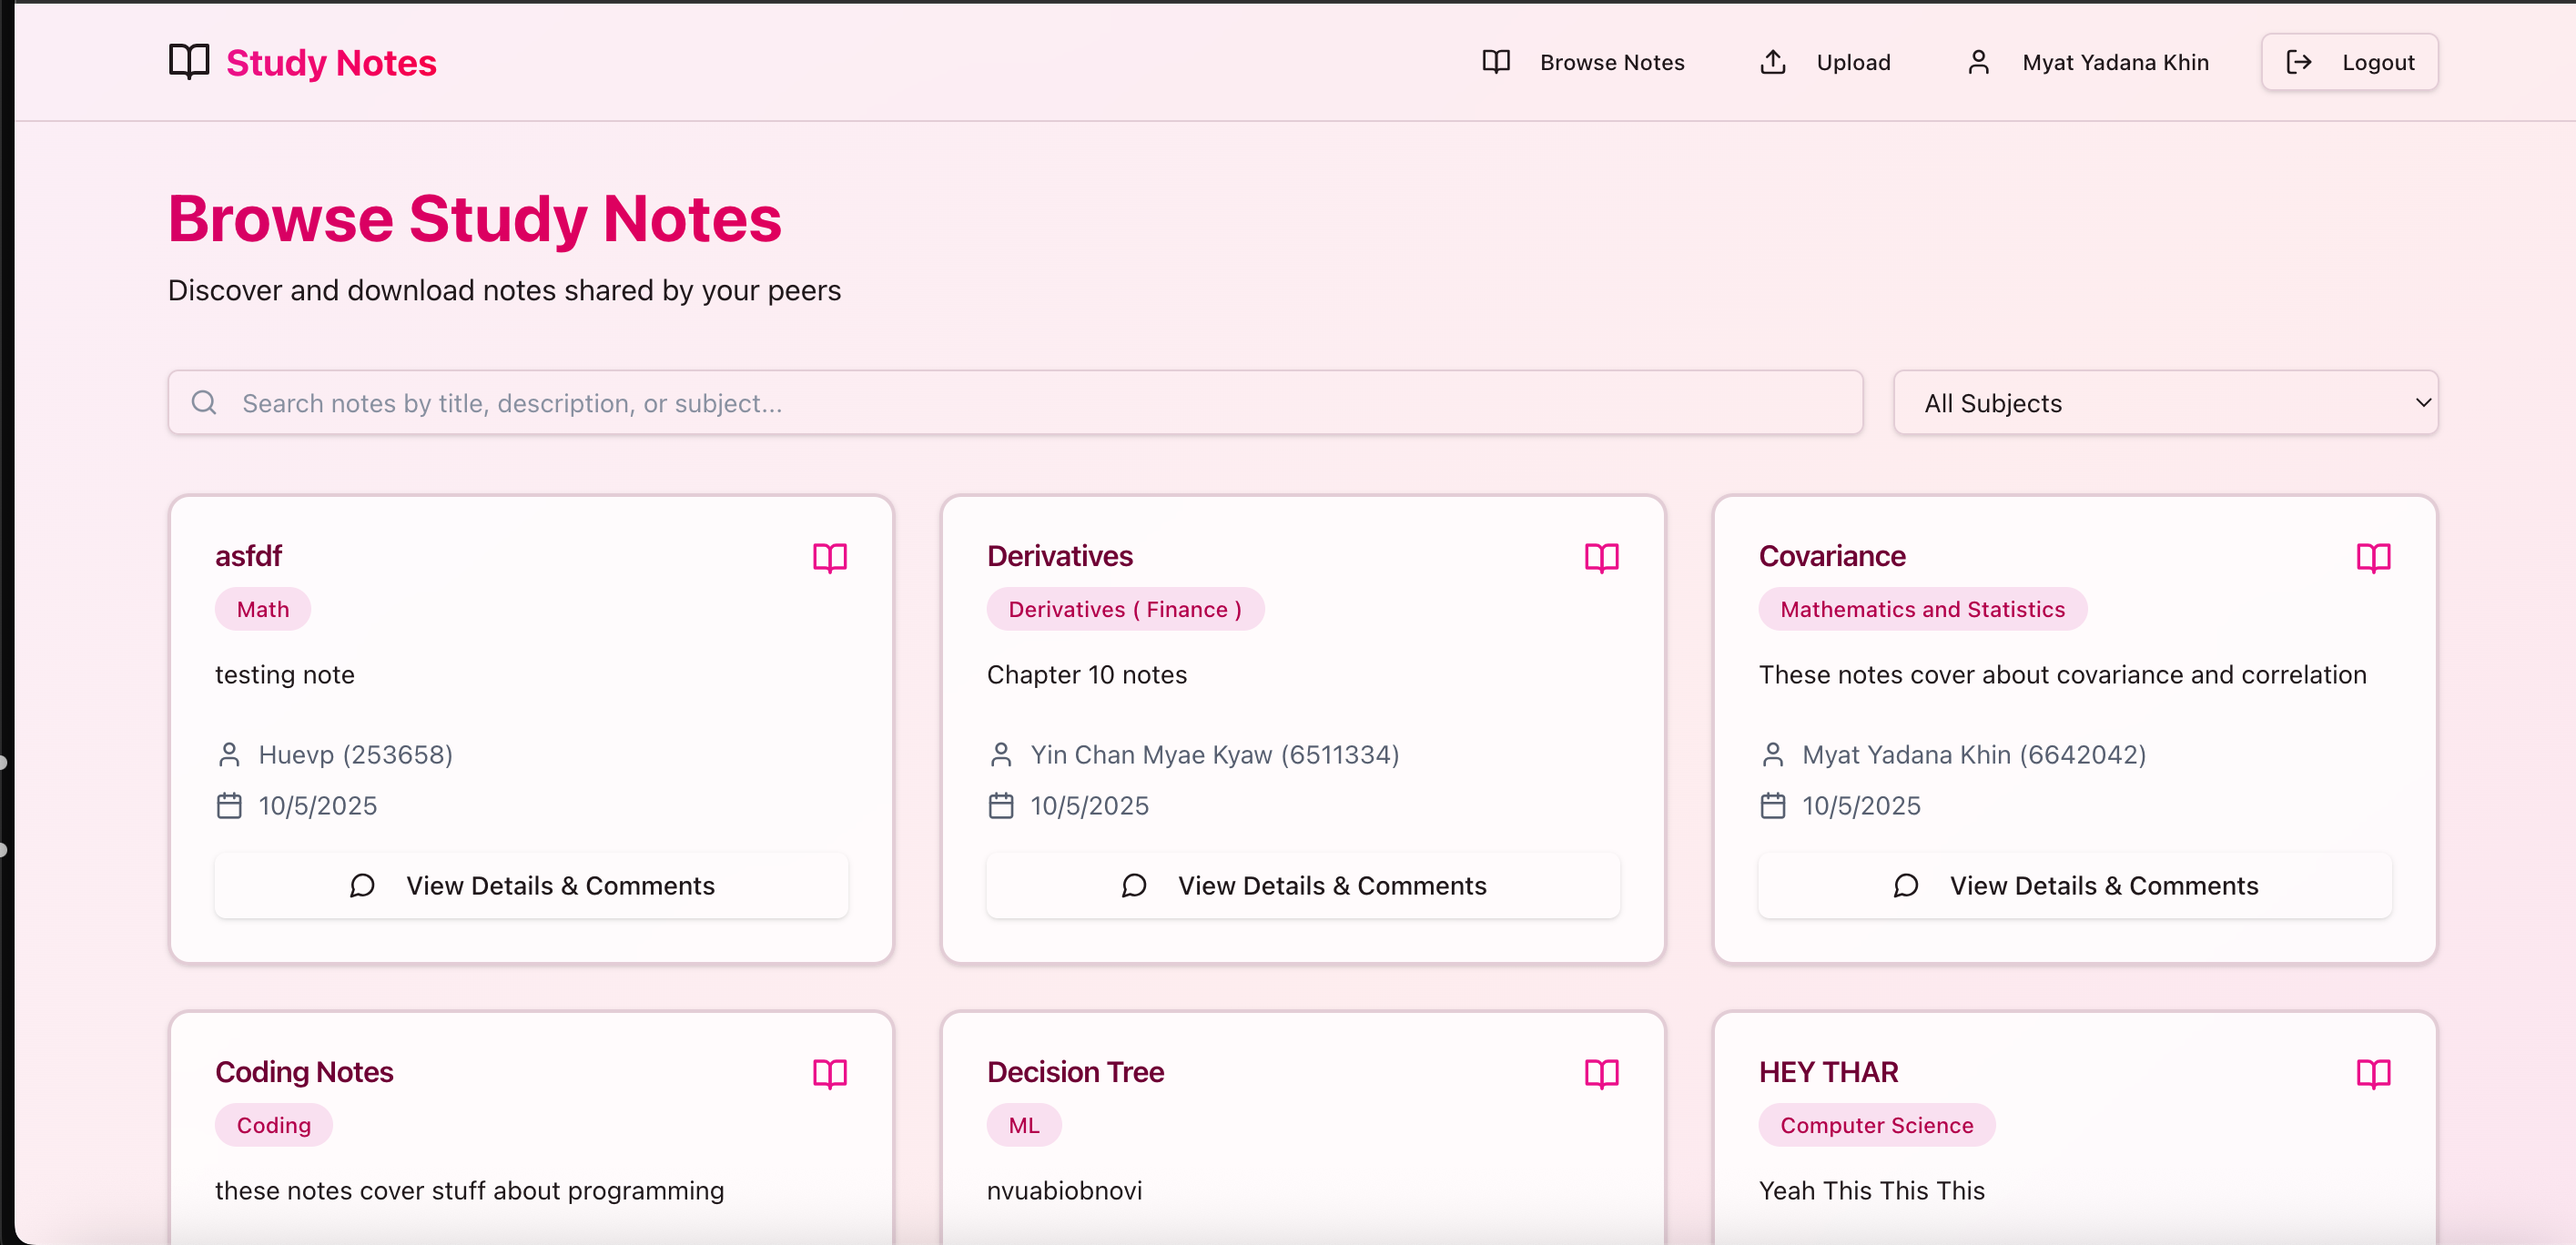 Study Notes
Browse Notes
Upload
Myat Yadana Khin
Logout
Browse Study Notes
Discover and download notes shared by your peers
Search notes by title, description, or subject...
All Subjects
asfdf
Math
testing note
Huevp (253658)
10/5/2025
View Details & Comments
Derivatives
Derivatives ( Finance )
Chapter 10 notes
Yin Chan Myae Kyaw (6511334)
10/5/2025
View Details & Comments
Covariance
Mathematics and Statistics
These notes cover about covariance and correlation
Myat Yadana Khin (6642042)
10/5/2025
View Details & Comments
Coding Notes
Coding
these notes cover stuff about programming
Decision Tree
ML
nvuabiobnovi
HEY THAR
Computer Science
Yeah This This This